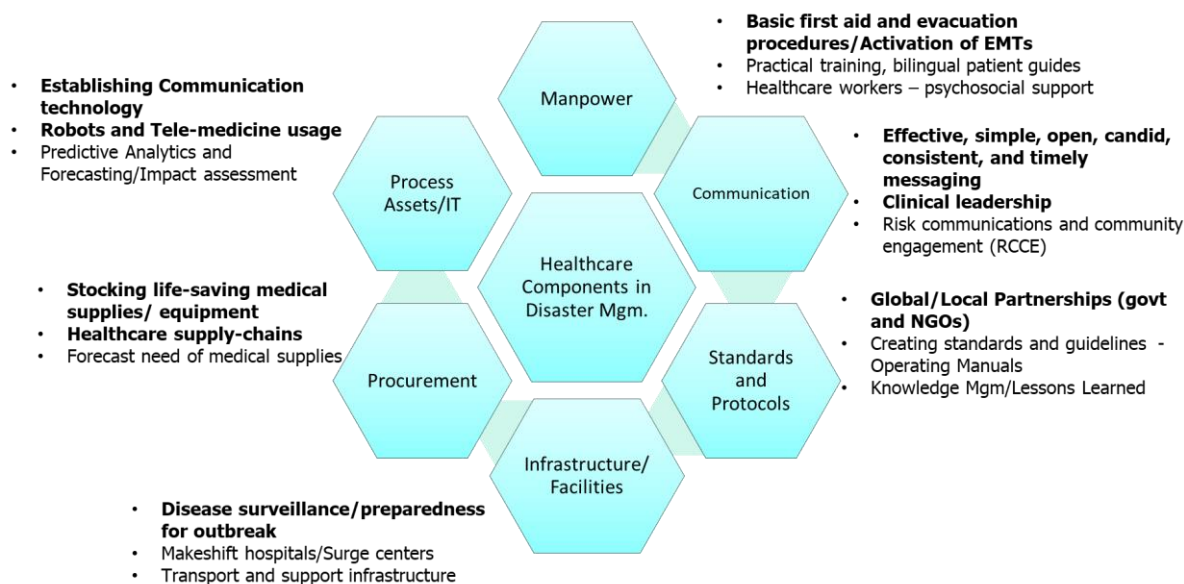 • Basic first aid and evacuation
procedures/Activation of EMTs
• Practical training, bilingual patient guides
• Healthcare workers – psychosocial support
Manpower
• Establishing Communication
technology
• Robots and Tele-medicine usage
• Predictive Analytics and
Forecasting/Impact assessment
Process
Assets/IT
Communication
• Effective, simple, open, candid,
consistent, and timely
messaging
• Clinical leadership
• Risk communications and community
engagement (RCCE)
Healthcare
Components in
Disaster Mgm.
• Stocking life-saving medical
supplies/ equipment
• Healthcare supply-chains
• Forecast need of medical supplies
Procurement
Standards
and
Protocols
• Global/Local Partnerships (govt
and NGOs)
• Creating standards and guidelines -
Operating Manuals
• Knowledge Mgm/Lessons Learned
Infrastructure/
Facilities
• Disease surveillance/preparedness
for outbreak
• Makeshift hospitals/Surge centers
• Transport and support infrastructure